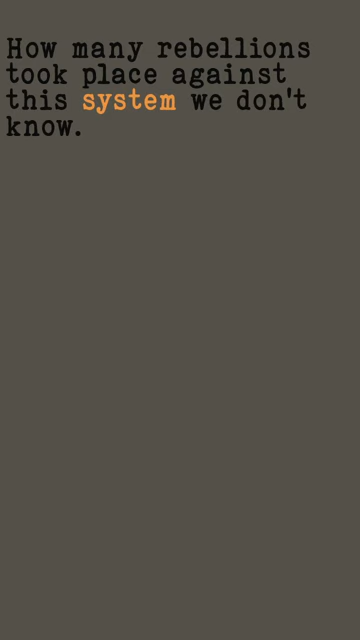 How many rebellions
took place against
this system we don't
know.